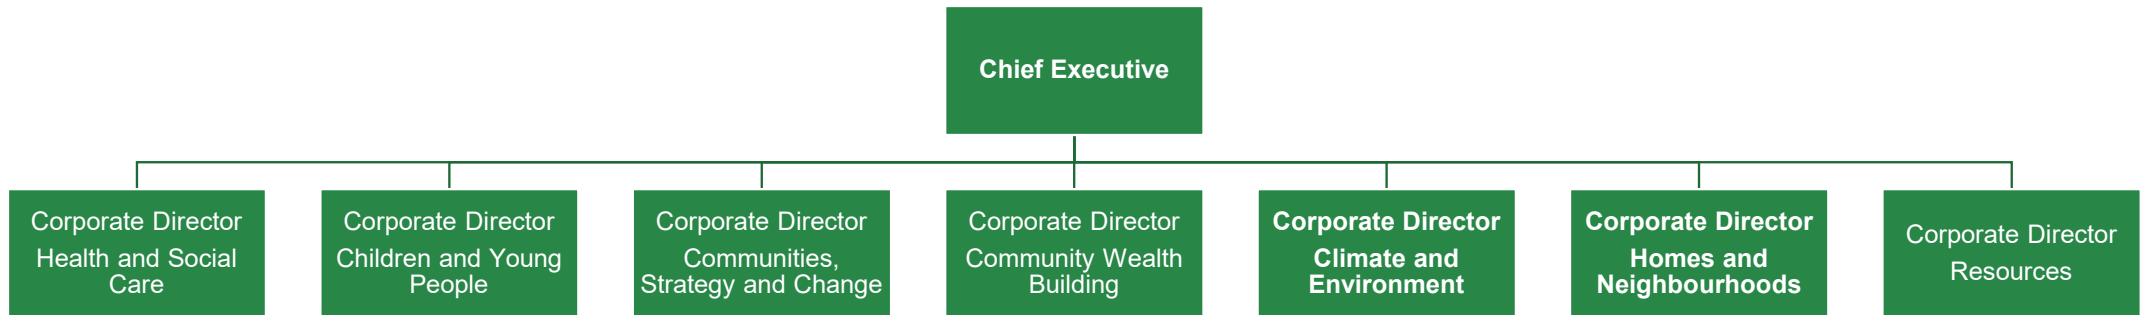 Chief Executive
Corporate Director
Health and Social
Care
Corporate Director
Children and Young
People
Corporate Director
Communities,
Strategy and Change
Corporate Director
Community Wealth
Building
Corporate Director
Climate and
Environment
Corporate Director
Homes and
Neighbourhoods
Corporate Director
Resources